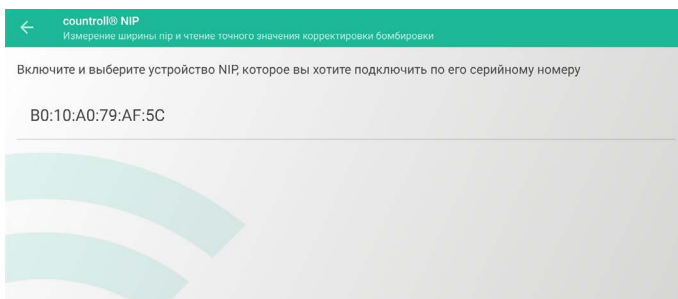 countroll® NIP
Измерение ширины nip и чтение точного значения корректировки бомбировки
Включите и выберите устройство NIP, которое вы хотите подключить по его серийному номеру
B0:10:A0:79:AF:5C